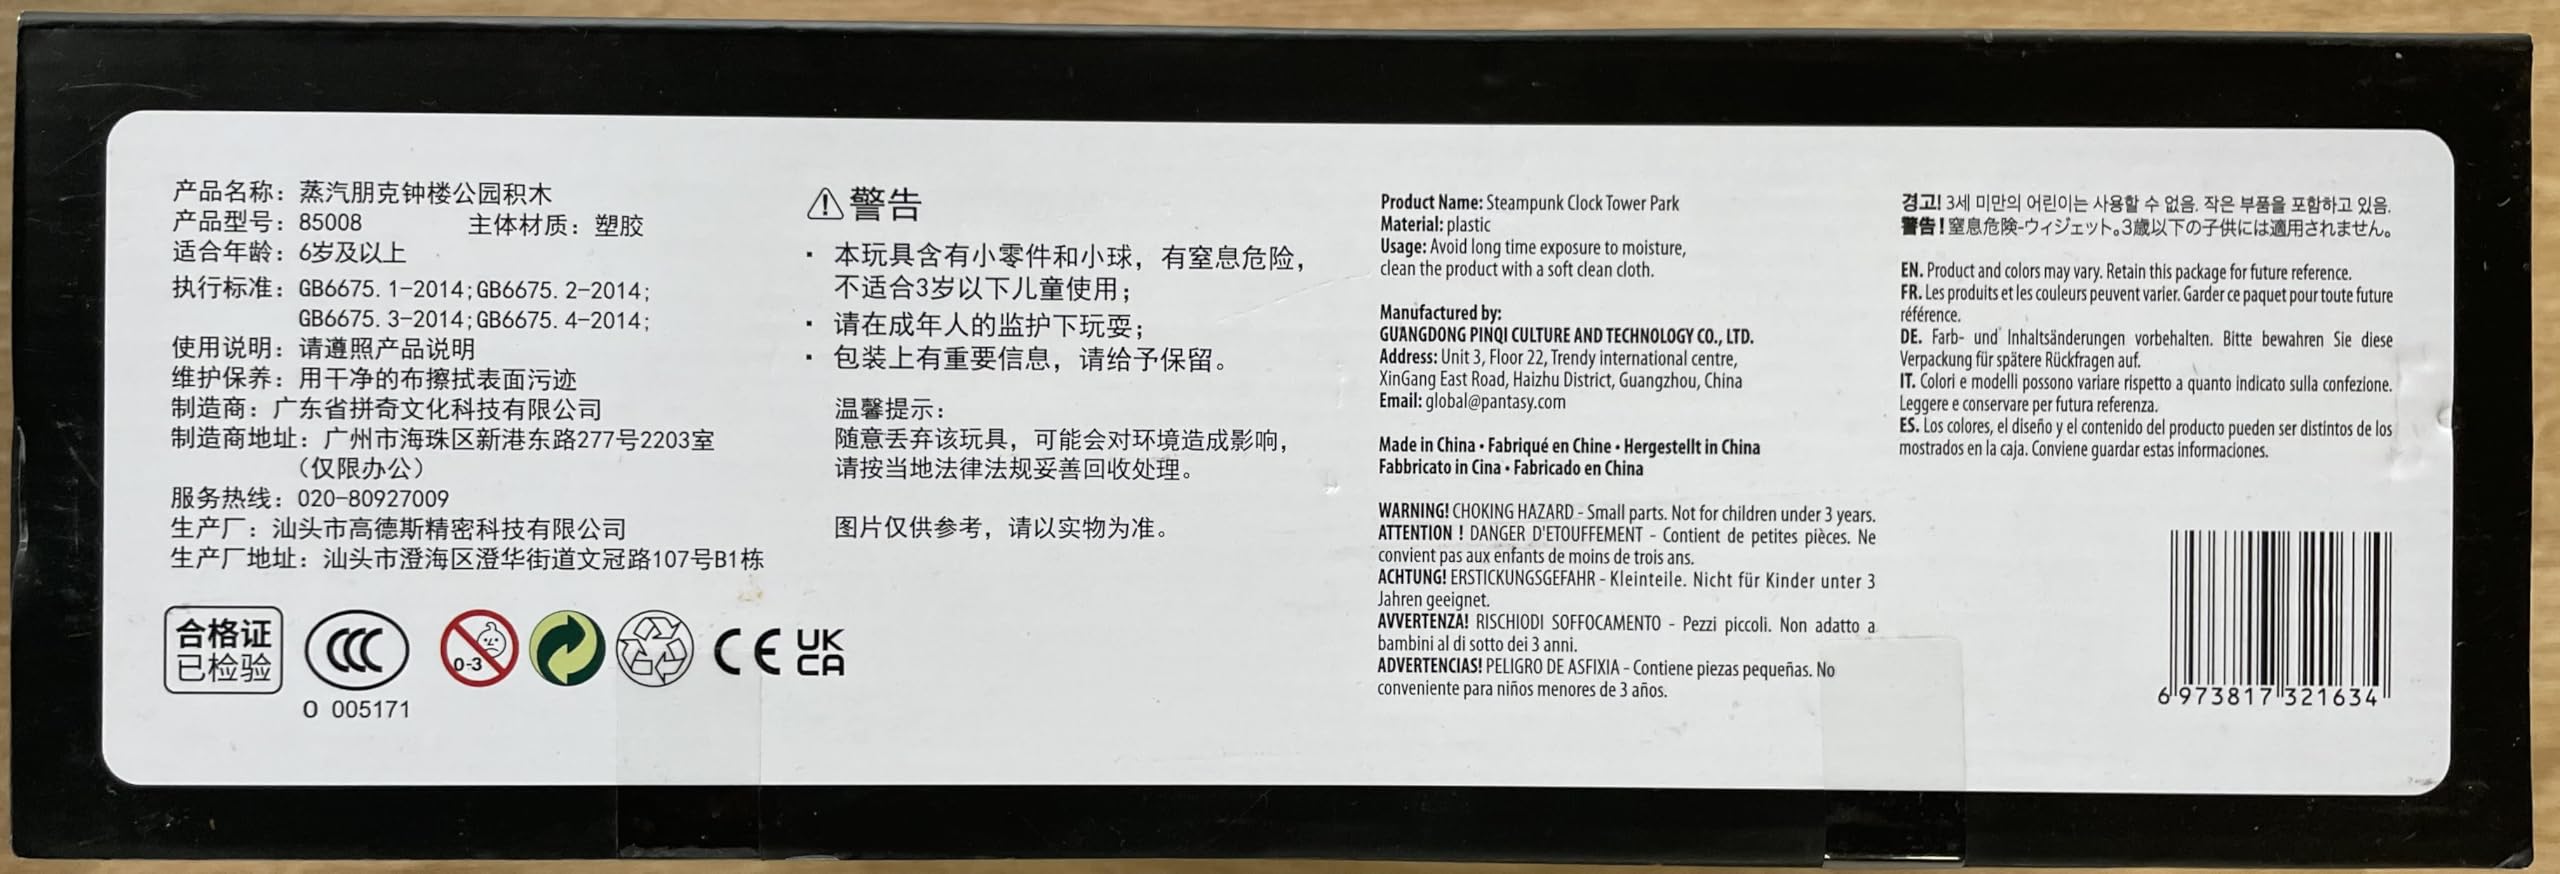 产品名称：蒸汽朋克钟楼公园积木
产品型号：85008 主体材质：塑胶
适合年龄：6岁及以上
执行标准：GB6675.1-2014;GB6675.2-2014;
GB6675.3-2014;GB6675.4-2014;
使用说明：请遵照产品说明
维护保养：用干净的布擦拭表面污迹
制造商：广东省拼奇文化科技有限公司
制造商地址：广州市海珠区新港东路277号2203室
（仅限办公）
服务热线：020-80927009
生产厂：汕头市高德斯精密科技有限公司
生产厂地址：汕头市澄海区澄华街道文冠路107号B1栋
合格证
已检验
CCC
O 005171
0-3
CE
UK
CA
警告
· 本玩具含有小零件和小球，有窒息危险，
不适合3岁以下儿童使用；
· 请在成年人的监护下玩耍；
· 包装上有重要信息，请给予保留。
温馨提示：
随意丢弃该玩具，可能会对环境造成影响，
请按当地法律法规妥善回收处理。
图片仅供参考，请以实物为准。
Product Name: Steampunk Clock Tower Park
Material: plastic
Usage: Avoid long time exposure to moisture,
clean the product with a soft clean cloth.
Manufactured by:
GUANGDONG PINQI CULTURE AND TECHNOLOGY CO., LTD.
Address: Unit 3, Floor 22, Trendy international centre,
XinGang East Road, Haizhu District, Guangzhou, China
Email: global@pantasy.com
Made in China • Fabriqué en Chine • Hergestellt in China
Fabbricato in Cina • Fabricado en China
WARNING! CHOKING HAZARD - Small parts. Not for children under 3 years.
ATTENTION ! DANGER D'ETOUFFEMENT - Contient de petites pièces. Ne
convient pas aux enfants de moins de trois ans.
ACHTUNG! ERSTICKUNGSGEFAHR - Kleinteile. Nicht für Kinder unter 3
Jahren geeignet.
AVVERTENZA! RISCHIODI SOFFOCAMENTO - Pezzi piccoli. Non adatto a
bambini al di sotto dei 3 anni.
ADVERTENCIAS! PELIGRO DE ASFIXIA - Contiene piezas pequeñas. No
conveniente para niños menores de 3 años.
경고! 3세 미만의 어린이는 사용할 수 없음. 작은 부품을 포함하고 있음.
警告！窒息危険-ウィジェット。3歳以下の子供には適用されません。
EN. Product and colors may vary. Retain this package for future reference.
FR. Les produits et les couleurs peuvent varier. Garder ce paquet pour toute future
référence.
DE. Farb- und Inhaltsänderungen vorbehalten. Bitte bewahren Sie diese
Verpackung für spätere Rückfragen auf.
IT. Colori e modelli possono variare rispetto a quanto indicato sulla confezione.
Leggere e conservare per futura referenza.
ES. Los colores, el diseño y el contenido del producto pueden ser distintos de los
mostrados en la caja. Conviene guardar estas informaciones.
6 973817 321634